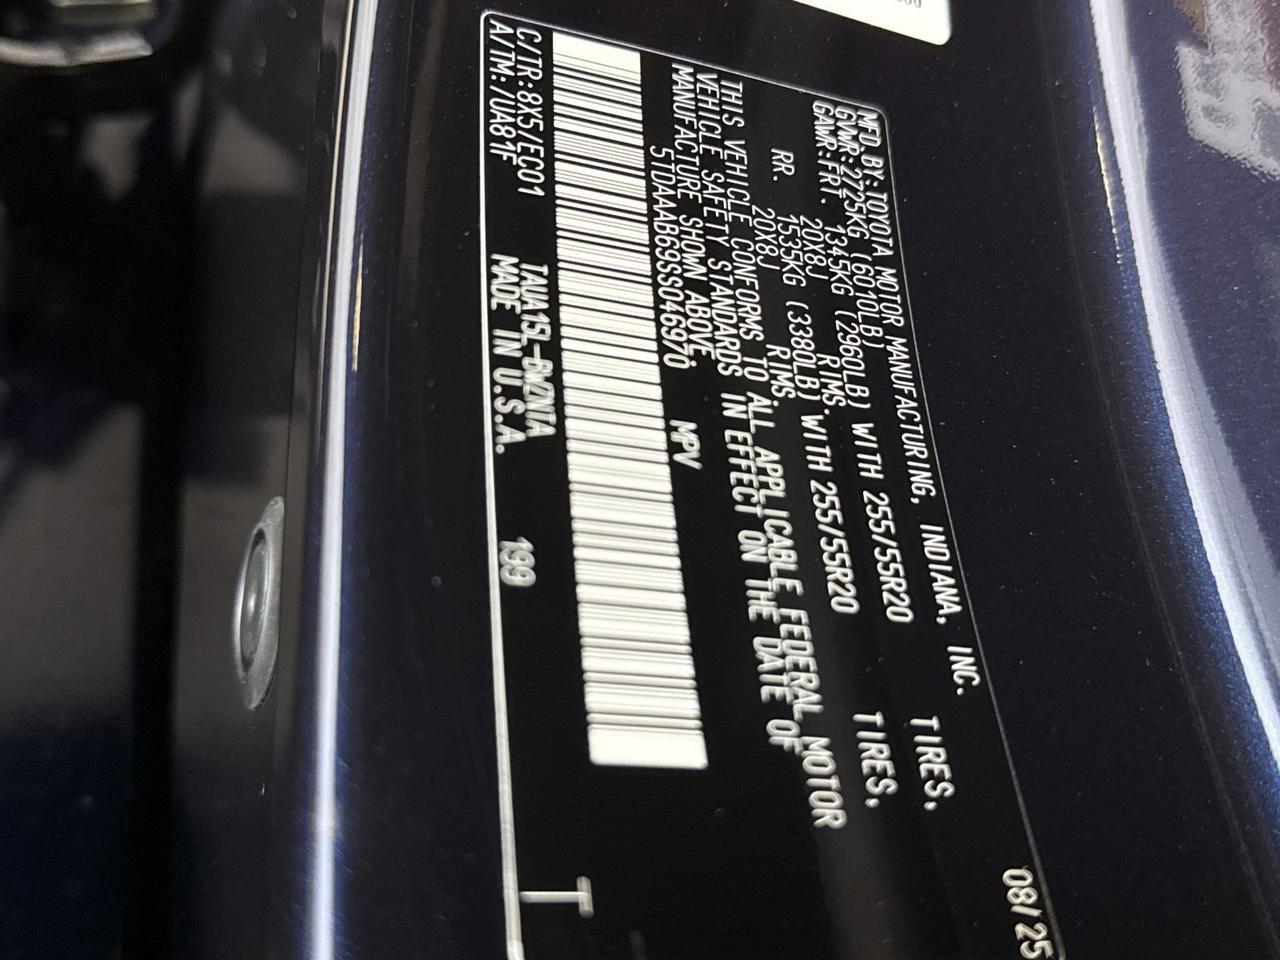 MFD.BY:TOYOTA MOTOR MANUFACTURING, INDIANA, INC. 08/25
GVWR:2725KG (6010LB)
GAWR:FRT. 1345KG (2960LB) WITH 255/55R20 TIRES,
20X8J RIMS.
RR. 1535KG (3380LB) WITH 255/55R20 TIRES,
20X8J RIMS.
THIS VEHICLE CONFORMS TO ALL APPLICABLE FEDERAL MOTOR
VEHICLE SAFETY STANDARDS IN EFFECT ON THE DATE OF
MANUFACTURE SHOWN ABOVE.
5TDAAAB69SS046970 MPV
C/TR:8X5/EC01 TAUA15L-BWZNTA 199
A/TM:/UA81F MADE IN U.S.A.